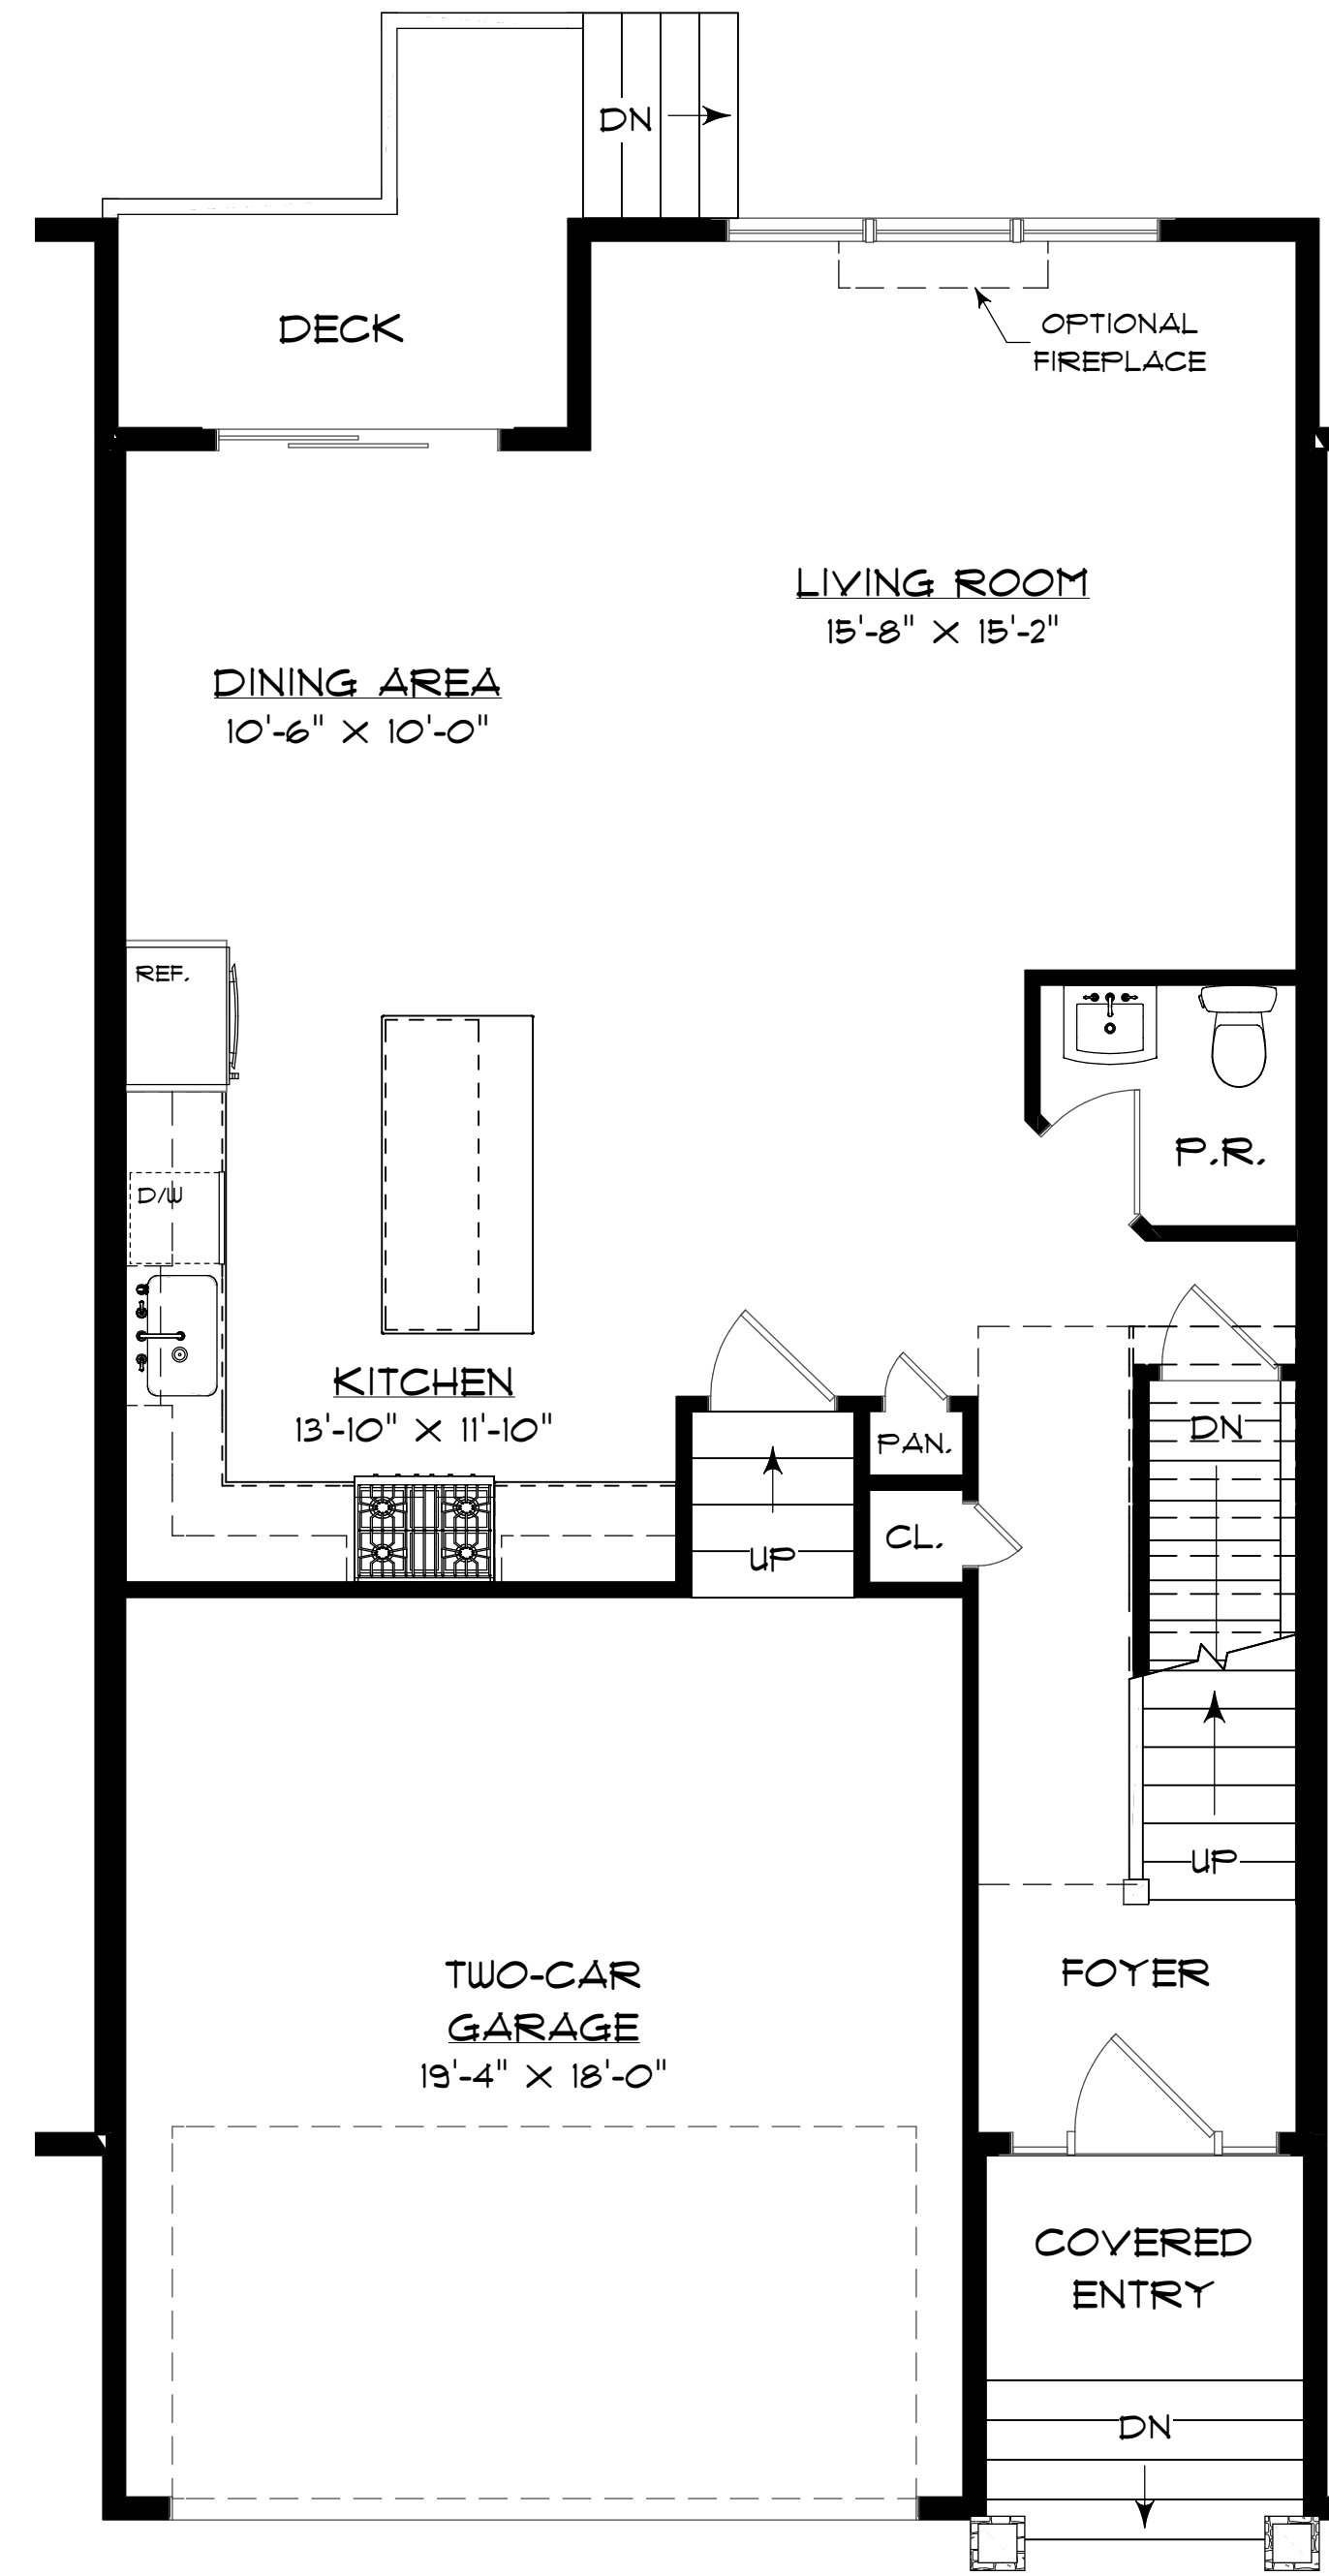 DN
DECK
OPTIONAL
FIREPLACE
LIVING ROOM
15'-8" X 15'-2"
DINING AREA
10'-6" X 10'-0"
REF.
P.R.
D/W
KITCHEN
13'-10" X 11'-10"
DN
PAN.
CL.
UP
UP
FOYER
TWO-CAR
GARAGE
19'-4" X 18'-0"
COVERED
ENTRY
DN